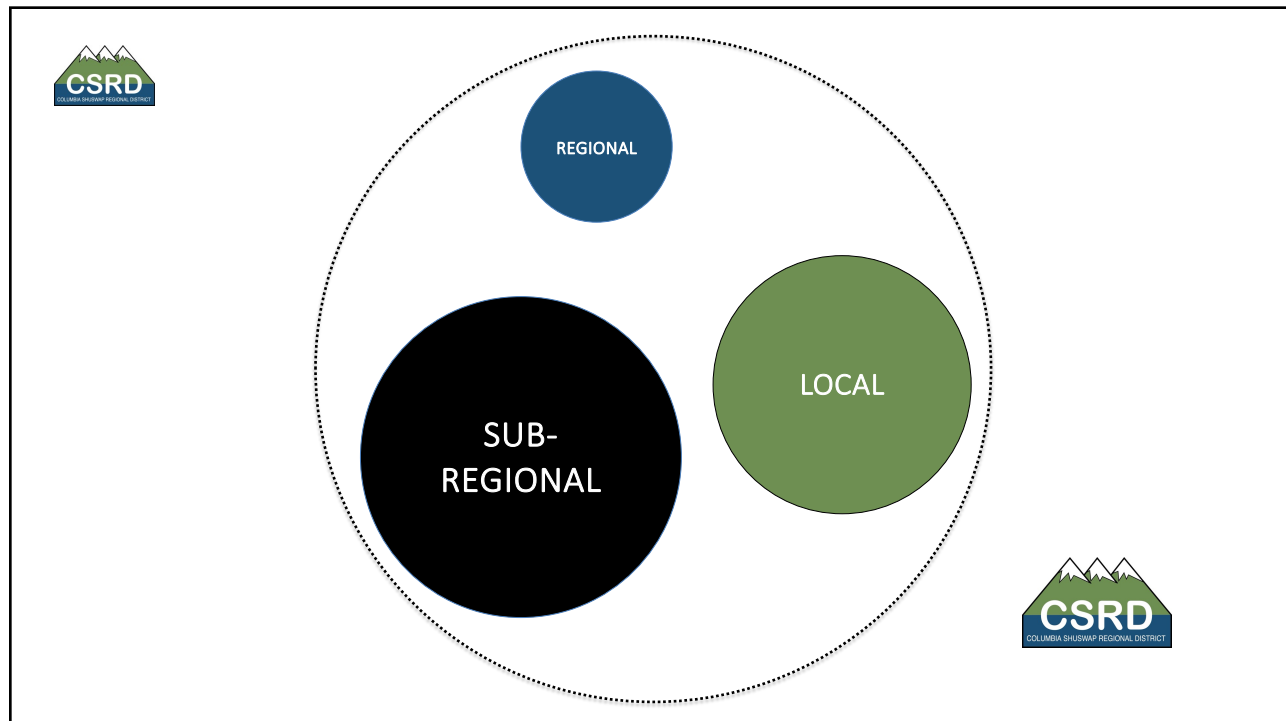 CSRD
COLUMBIA SHUSWAP REGIONAL DISTRICT
REGIONAL
LOCAL
SUB-
REGIONAL
CSRD
COLUMBIA SHUSWAP REGIONAL DISTRICT